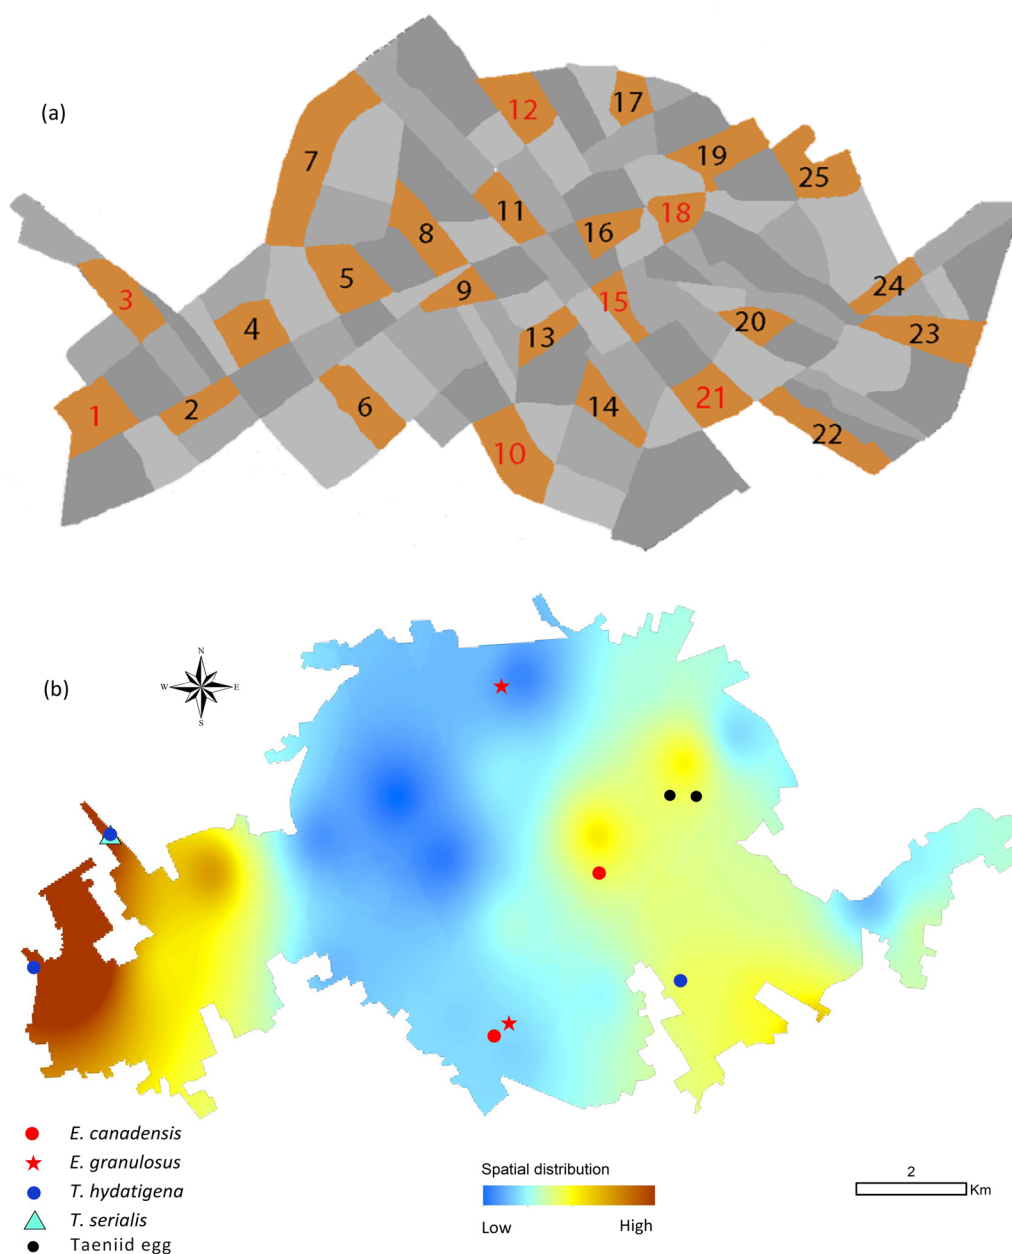 (a)
12
17
7
19
25
11
18
8
16
5
24
3
9
15
20
23
4
13
1
2
6
14
21
22
10
(b)
N
W E
S
E. canadensis
E. granulosus
T. hydatigena
T. serialis
Taeniid egg
Spatial distribution
Low High
2
Km